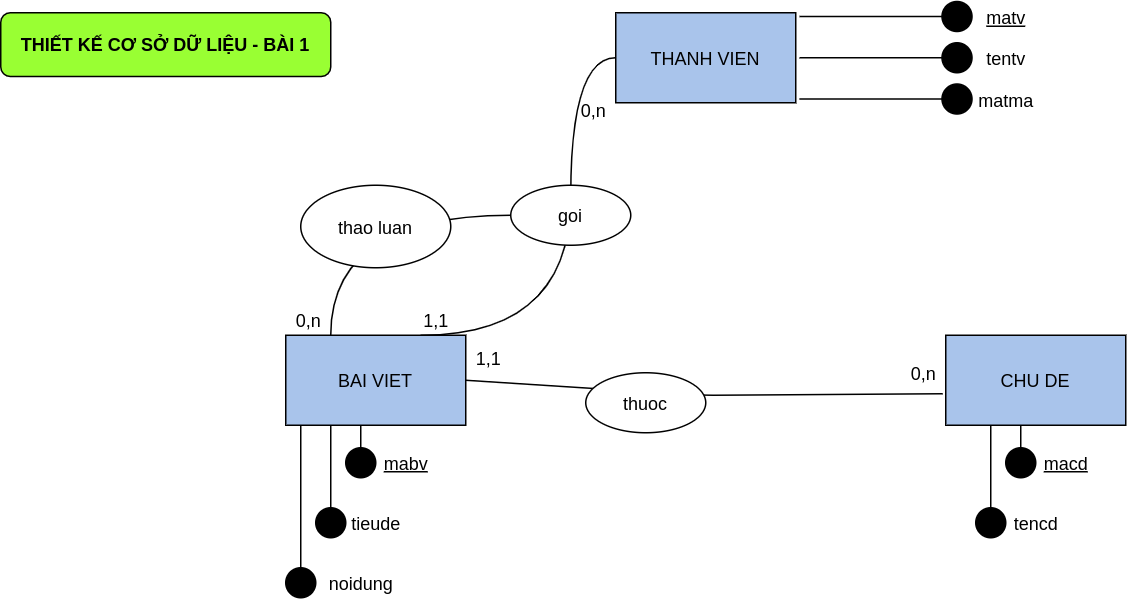 THIẾT KẾ CƠ SỞ DỮ LIỆU - BÀI 1
THANH VIEN
matv
tentv
matma
0,n
thao luan
goi
0,n
1,1
1,1
BAI VIET
thuoc
0,n
CHU DE
mabv
tieude
noidung
macd
tencd